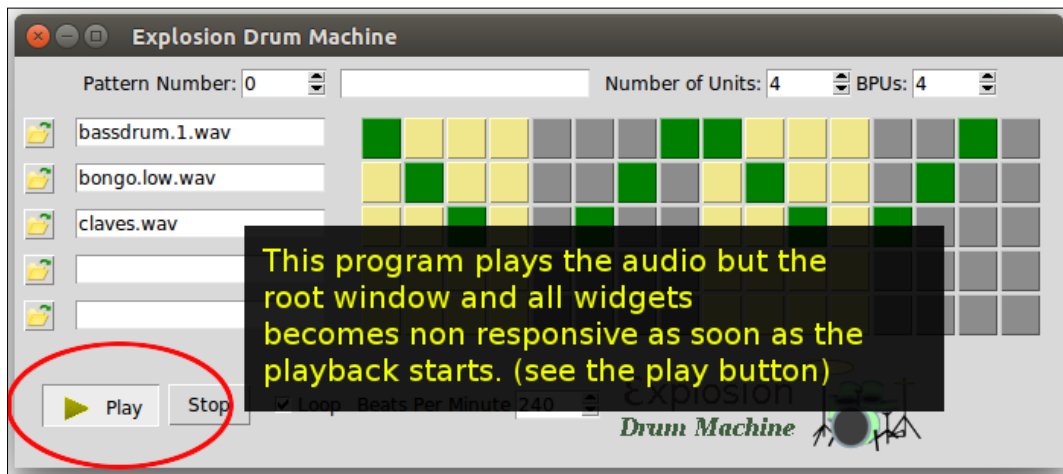 Explosion Drum Machine
Pattern Number: 0 Number of Units: 4 BPUs: 4
bassdrum.1.wav
bongo.low.wav
claves.wav
This program plays the audio but the
root window and all widgets
becomes non responsive as soon as the
playback starts. (see the play button)
Play Stop Loop Beats Per Minute 240
Explosion
Drum Machine